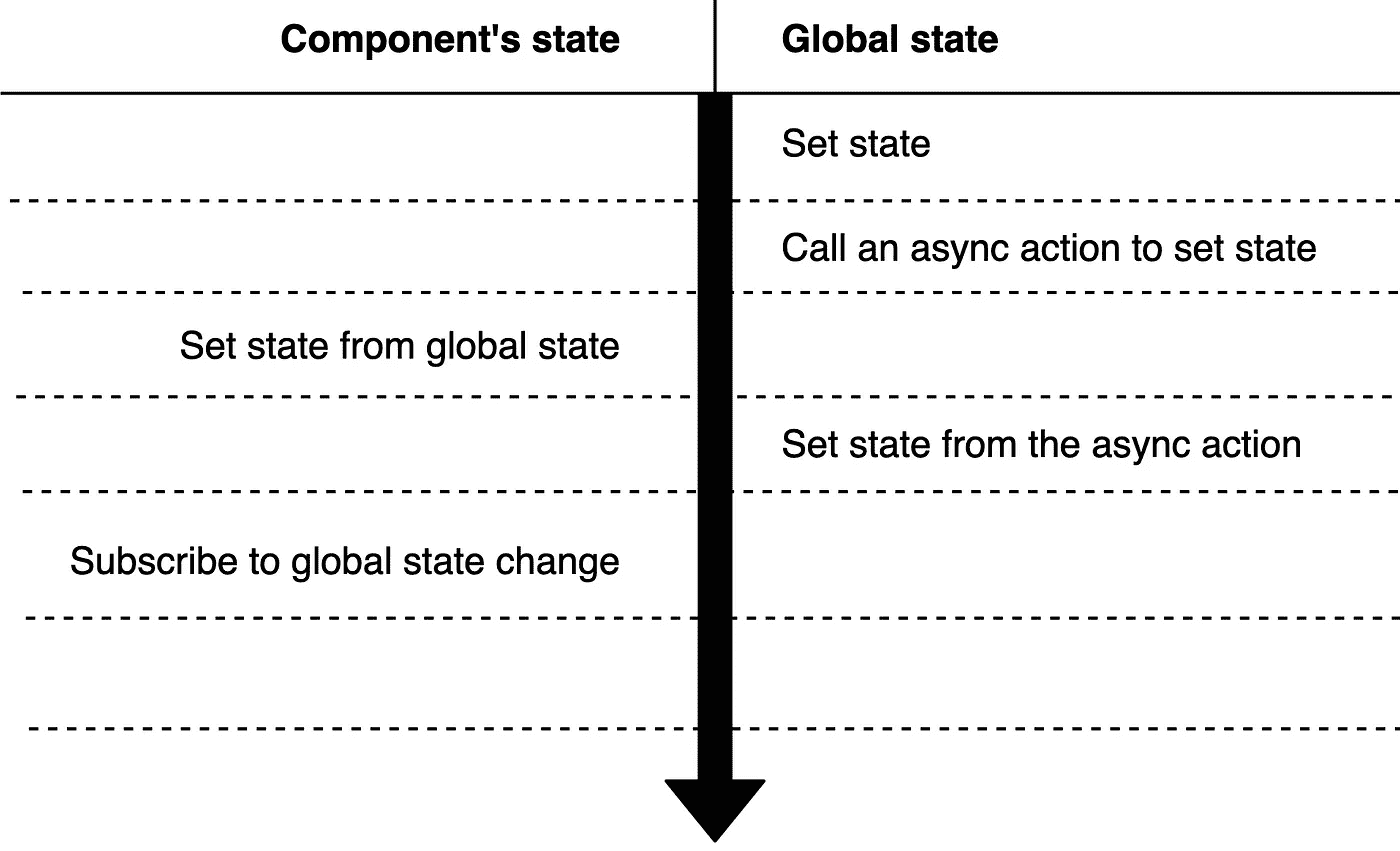 Component's state
Global state
Set state
Call an async action to set state
Set state from global state
Set state from the async action
Subscribe to global state change